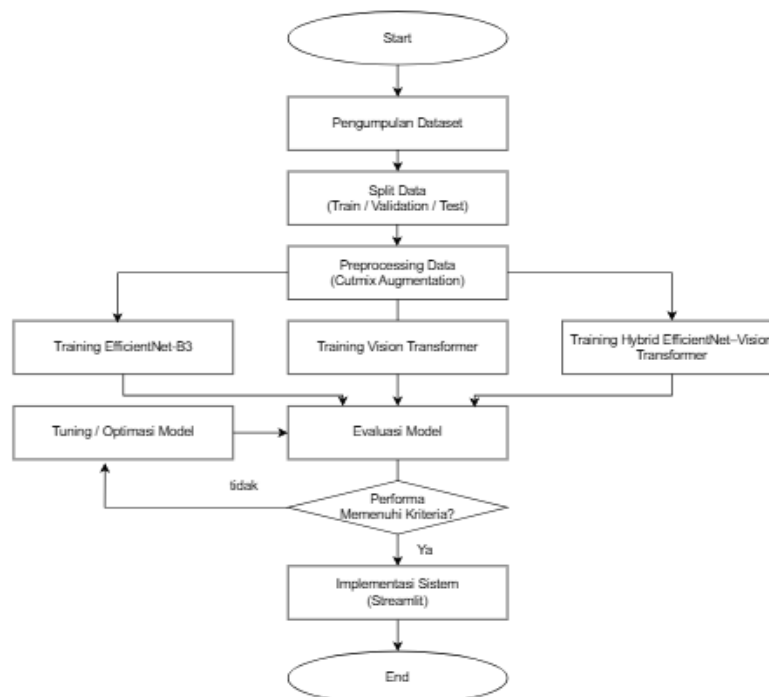 Start
Pengumpulan Dataset
Split Data
(Train / Validation / Test)
Preprocessing Data
(Cutmix Augmentation)
Training EfficientNet-B3
Training Vision Transformer
Training Hybrid EfficientNet–Vision
Transformer
Tuning / Optimasi Model
Evaluasi Model
tidak
Performa
Memenuhi Kriteria?
Ya
Implementasi Sistem
(Streamlit)
End